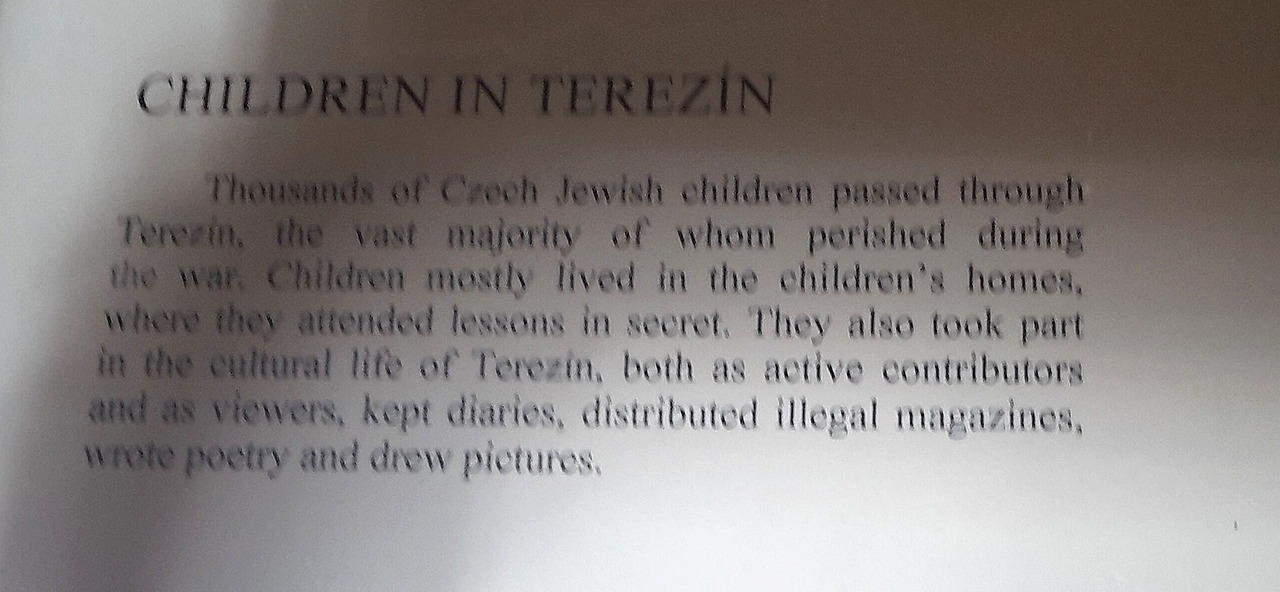 CHILDREN IN TEREZÍN
Thousands of Czech Jewish children passed through
Terezín, the vast majority of whom perished during
the war. Children mostly lived in the children's homes,
where they attended lessons in secret. They also took part
in the cultural life of Terezín, both as active contributors
and as viewers, kept diaries, distributed illegal magazines,
wrote poetry and drew pictures.